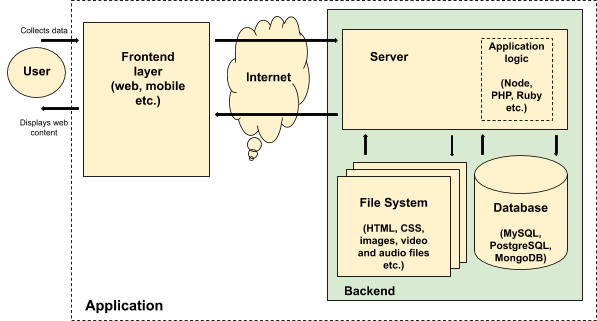 Collects data
User
Displays web
content
Frontend
layer
(web, mobile
etc.)
Internet
Server
Application
logic
(Node,
PHP, Ruby
etc.)
File System
(HTML, CSS,
images, video
and audio files
etc.)
Database
(MySQL,
PostgreSQL,
MongoDB)
Backend
Application